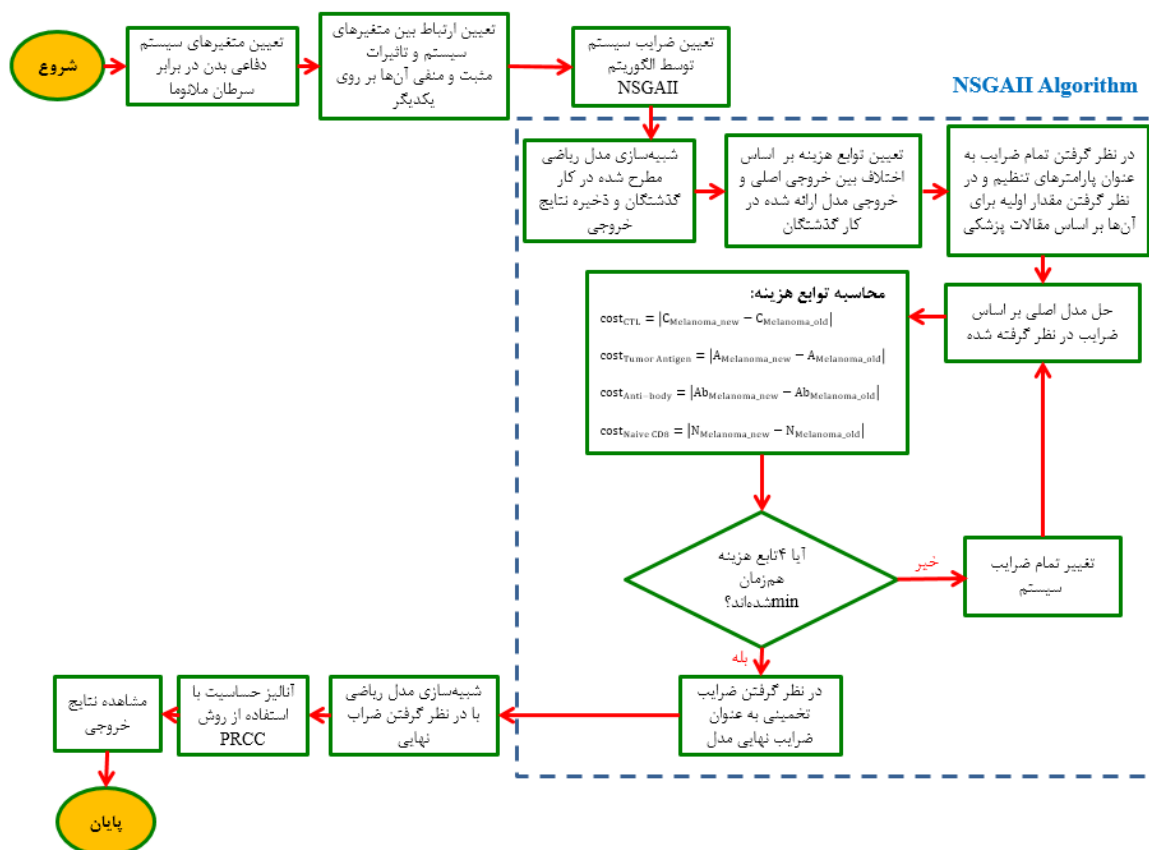 شروع
تعیین متغیرهای سیستم
دفاعی بدن در برابر
سرطان ملانوما
تعیین ارتباط بین متغیرهای
سیستم و تاثیرات
مثبت و منفی آن‌ها بر روی
یکدیگر
تعیین ضرایب سیستم
توسط الگوریتم
NSGAII
NSGAII Algorithm
شبیه‌سازی مدل ریاضی
مطرح شده در کار
گذشتگان و ذخیره نتایج
خروجی
تعیین توابع هزینه بر اساس
اختلاف بین خروجی اصلی و
خروجی مدل ارائه شده در
کار گذشتگان
در نظر گرفتن تمام ضرایب به
عنوان پارامترهای تنظیم و در
نظر گرفتن مقدار اولیه برای
آن‌ها بر اساس مقالات پزشکی
حل مدل اصلی بر اساس
ضرایب در نظر گرفته شده
محاسبه توابع هزینه:
cost_CTL = |C_Melanoma_new − C_Melanoma_old|
cost_Tumor Antigen = |A_Melanoma_new − A_Melanoma_old|
cost_Anti−body = |Ab_Melanoma_new − Ab_Melanoma_old|
cost_Naive CD8 = |N_Melanoma_new − N_Melanoma_old|
آیا ۴تابع هزینه
هم‌زمان
minشده‌اند؟
خیر
تغییر تمام ضرایب
سیستم
بله
در نظر گرفتن ضرایب
تخمینی به عنوان
ضرایب نهایی مدل
شبیه‌سازی مدل ریاضی
با در نظر گرفتن ضراب
نهایی
آنالیز حساسیت با
استفاده از روش
PRCC
مشاهده نتایج
خروجی
پایان